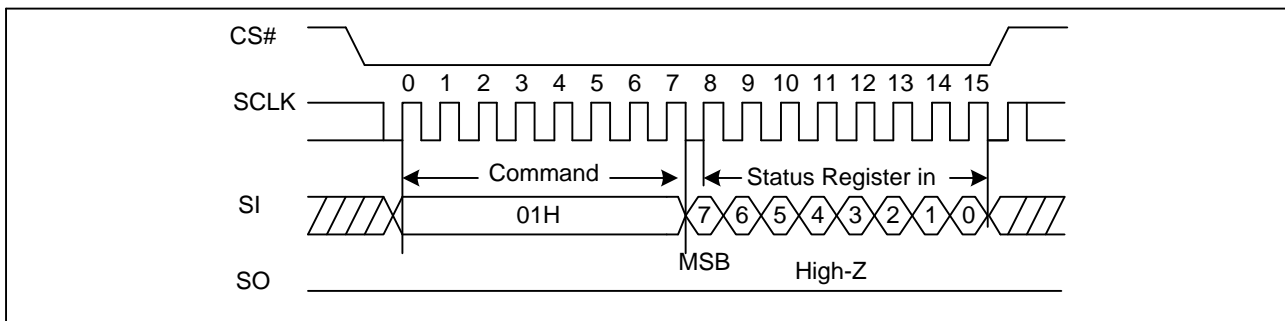 CS#
0 1 2 3 4 5 6 7 8 9 10 11 12 13 14 15
SCLK
Command Status Register in
SI 01H 7 6 5 4 3 2 1 0
MSB High-Z
SO